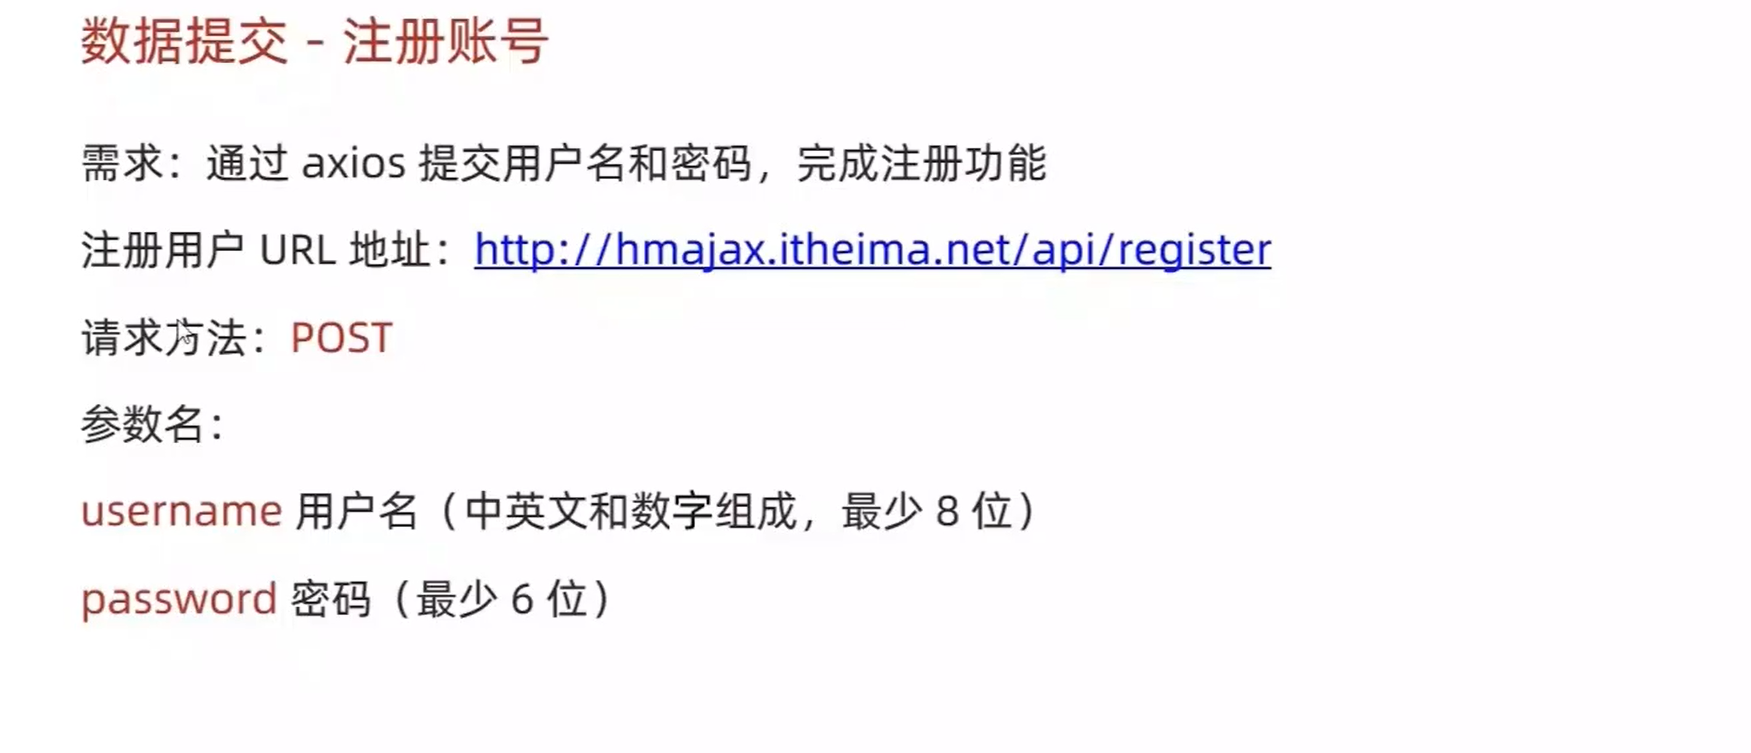 数据提交 - 注册账号
需求：通过 axios 提交用户名和密码，完成注册功能
注册用户 URL 地址：http://hmajax.itheima.net/api/register
请求方法：POST
参数名：
username 用户名（中英文和数字组成，最少 8 位）
password 密码（最少 6 位）